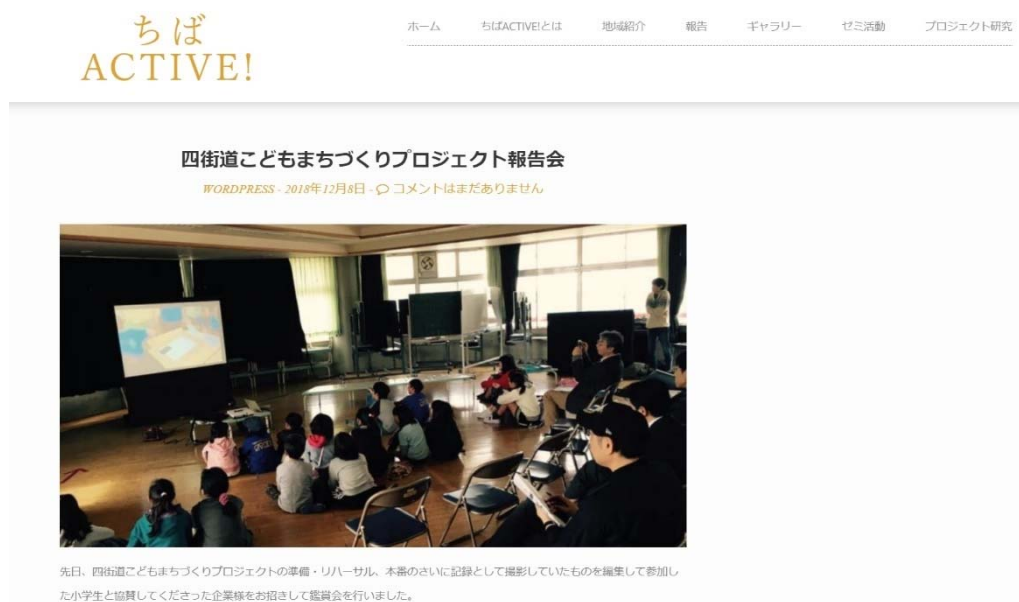 ちば
ACTIVE!
ホーム ちばACTIVE!とは 地域紹介 報告 ギャラリー ゼミ活動 プロジェクト研究
四街道こどもまちづくりプロジェクト報告会
WORDPRESS - 2018年12月8日 - コメントはまだありません
先日、四街道こどもまちづくりプロジェクトの準備・リハーサル、本番のさいに記録として撮影していたものを編集して参加し
た小学生と協賛してくださった企業様をお招きして鑑賞会を行いました。